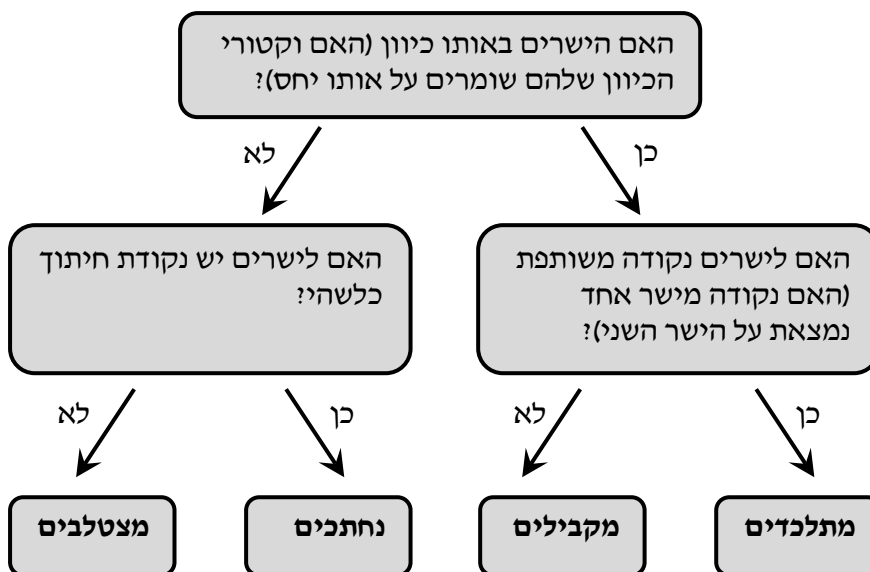 האם הישרים באותו כיוון (האם וקטורי
הכיוון שלהם שומרים על אותו יחס)?
כן
לא
האם לישרים נקודה משותפת
(האם נקודה מישר אחד
נמצאת על הישר השני)?
האם לישרים יש נקודת חיתוך
כלשהי?
כן
לא
כן
לא
מתלכדים
מקבילים
נחתכים
מצטלבים